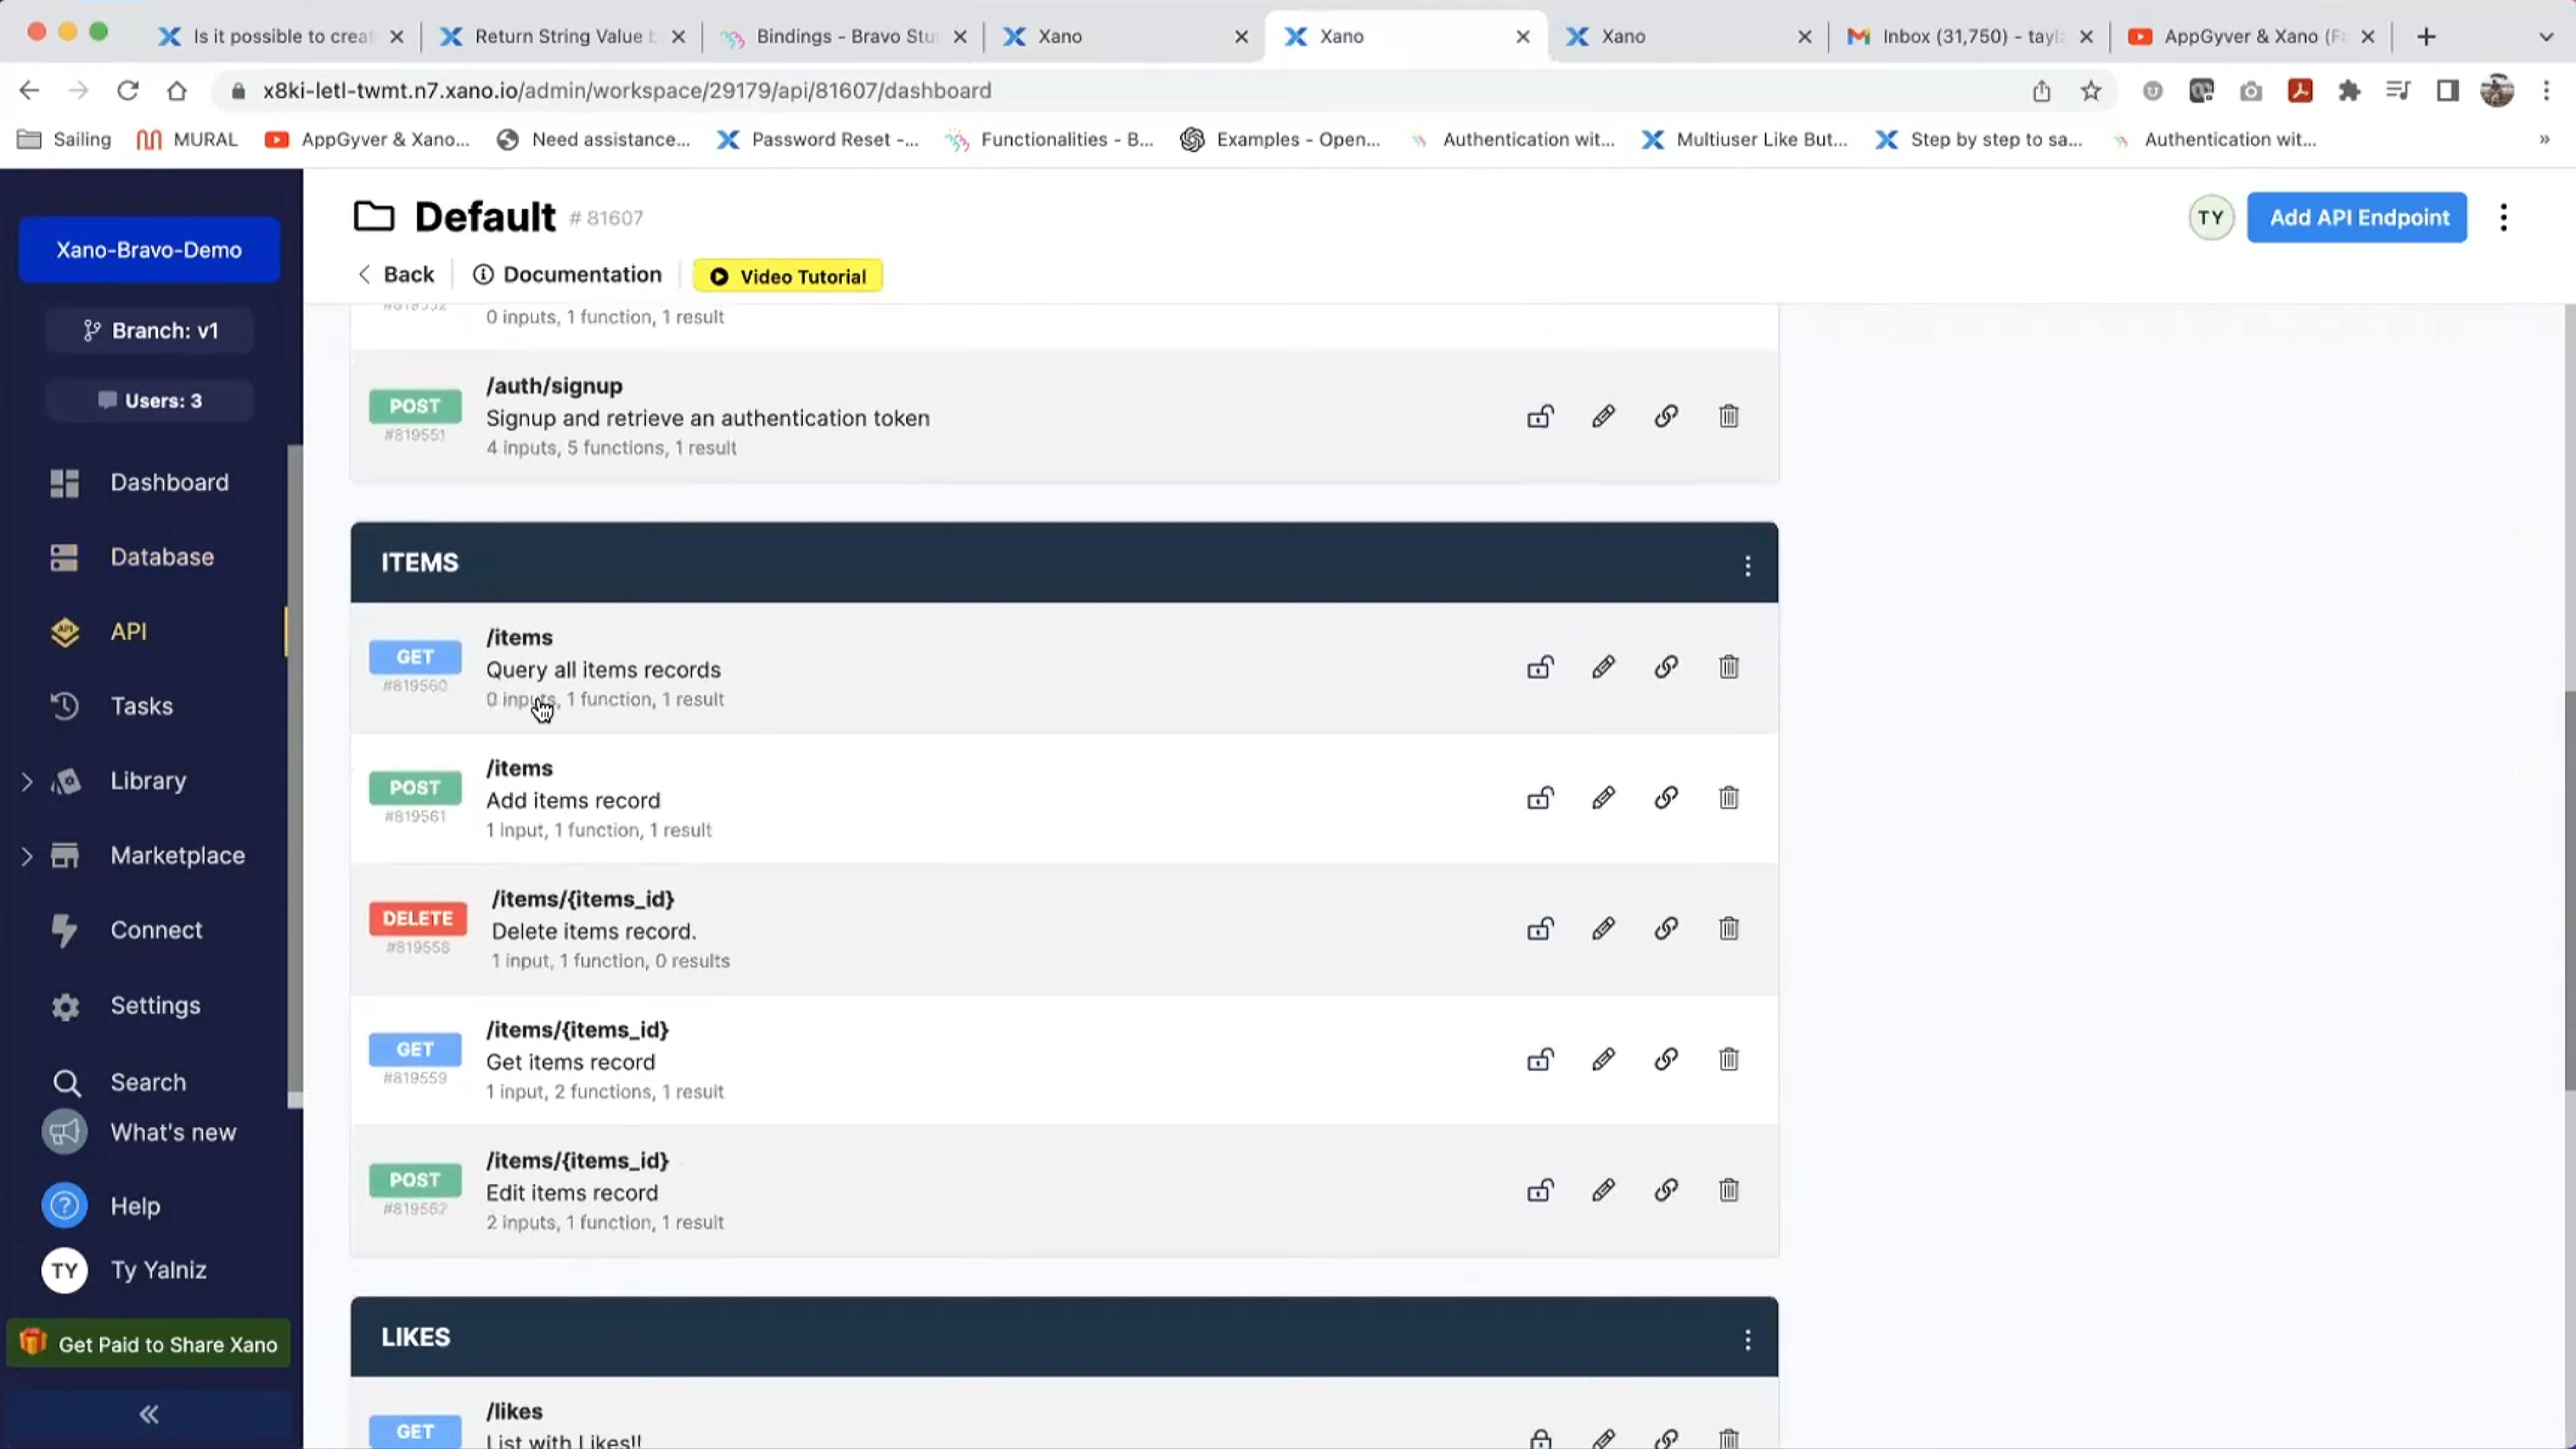 Is it possible to creat
Return String Value b
Bindings - Bravo Stu
Xano
Xano
Xano
Inbox (31,750) - tayl
AppGyver & Xano (F
x8ki-letl-twmt.n7.xano.io/admin/workspace/29179/api/81607/dashboard
Sailing
MURAL
AppGyver & Xano...
Need assistance...
Password Reset -...
Functionalities - B...
Examples - Open...
Authentication wit...
Multiuser Like But...
Step by step to sa...
Authentication wit...
»
Xano-Bravo-Demo
Branch: v1
Users: 3
Dashboard
Database
API
Tasks
Library
Marketplace
Connect
Settings
Search
What's new
Help
TY Ty Yalniz
Get Paid to Share Xano
Default # 81607
TY
Add API Endpoint
Back
Documentation
Video Tutorial
0 inputs, 1 function, 1 result
POST
#819551
/auth/signup
Signup and retrieve an authentication token
4 inputs, 5 functions, 1 result
ITEMS
GET
#819560
/items
Query all items records
0 inputs, 1 function, 1 result
POST
#819561
/items
Add items record
1 input, 1 function, 1 result
DELETE
#819558
/items/{items_id}
Delete items record.
1 input, 1 function, 0 results
GET
#819559
/items/{items_id}
Get items record
1 input, 2 functions, 1 result
POST
#819562
/items/{items_id}
Edit items record
2 inputs, 1 function, 1 result
LIKES
GET
/likes
List with Likes!!